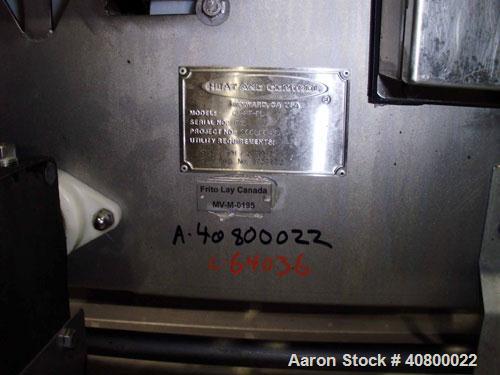 HEAT AND CONTROL
HAYWARD, CA USA
MODEL:
SERIAL NO:
PROJECT NO:
UTILITY REQUIREMENTS:
Frito Lay Canada
MV-M-0195
A-40800022
C-64036
Aaron Stock # 40800022